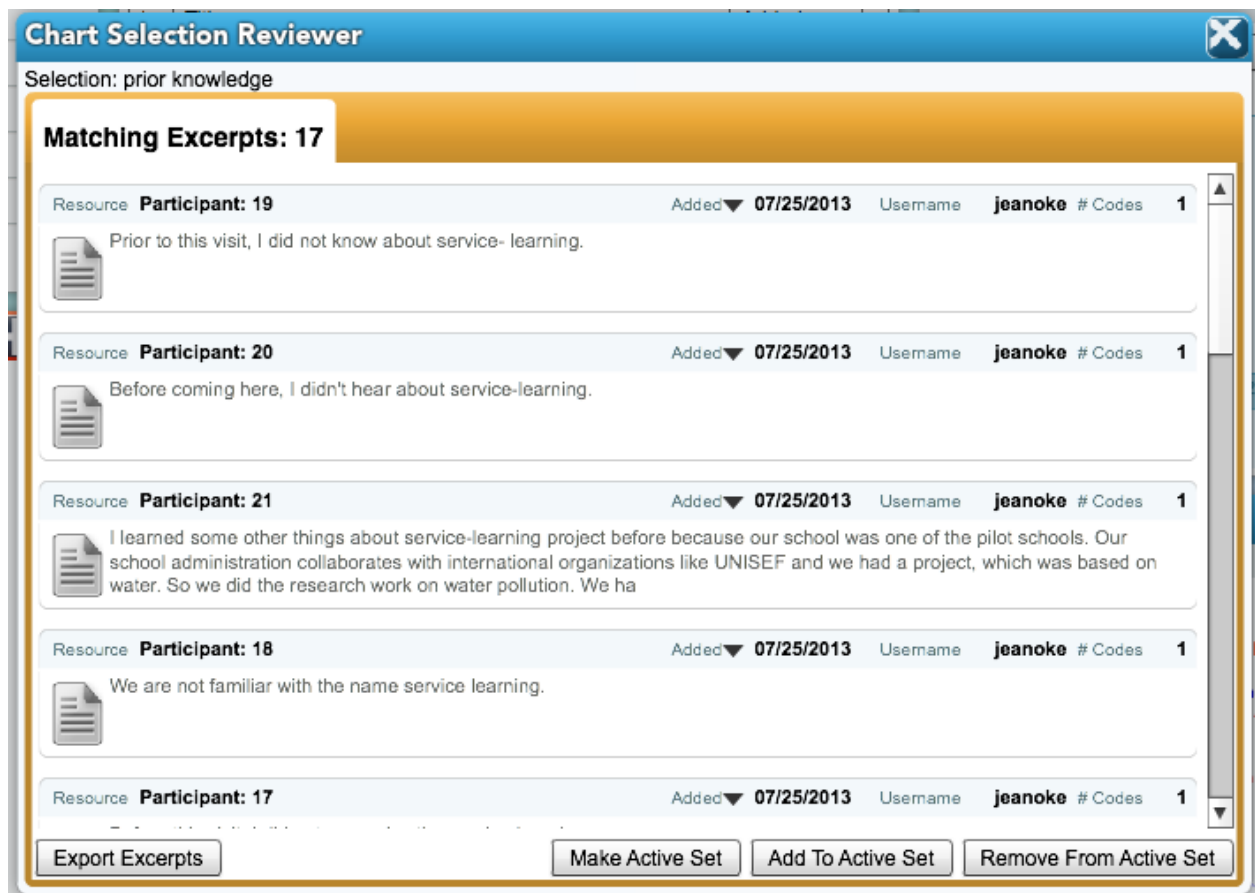 Chart Selection Reviewer
Selection: prior knowledge
Matching Excerpts: 17
Resource Participant: 19 Added 07/25/2013 Username jeanoke # Codes 1
Prior to this visit, I did not know about service- learning.
Resource Participant: 20 Added 07/25/2013 Username jeanoke # Codes 1
Before coming here, I didn't hear about service-learning.
Resource Participant: 21 Added 07/25/2013 Username jeanoke # Codes 1
I learned some other things about service-learning project before because our school was one of the pilot schools. Our
school administration collaborates with international organizations like UNISEF and we had a project, which was based on
water. So we did the research work on water pollution. We ha
Resource Participant: 18 Added 07/25/2013 Username jeanoke # Codes 1
We are not familiar with the name service learning.
Resource Participant: 17 Added 07/25/2013 Username jeanoke # Codes 1
Export Excerpts Make Active Set Add To Active Set Remove From Active Set